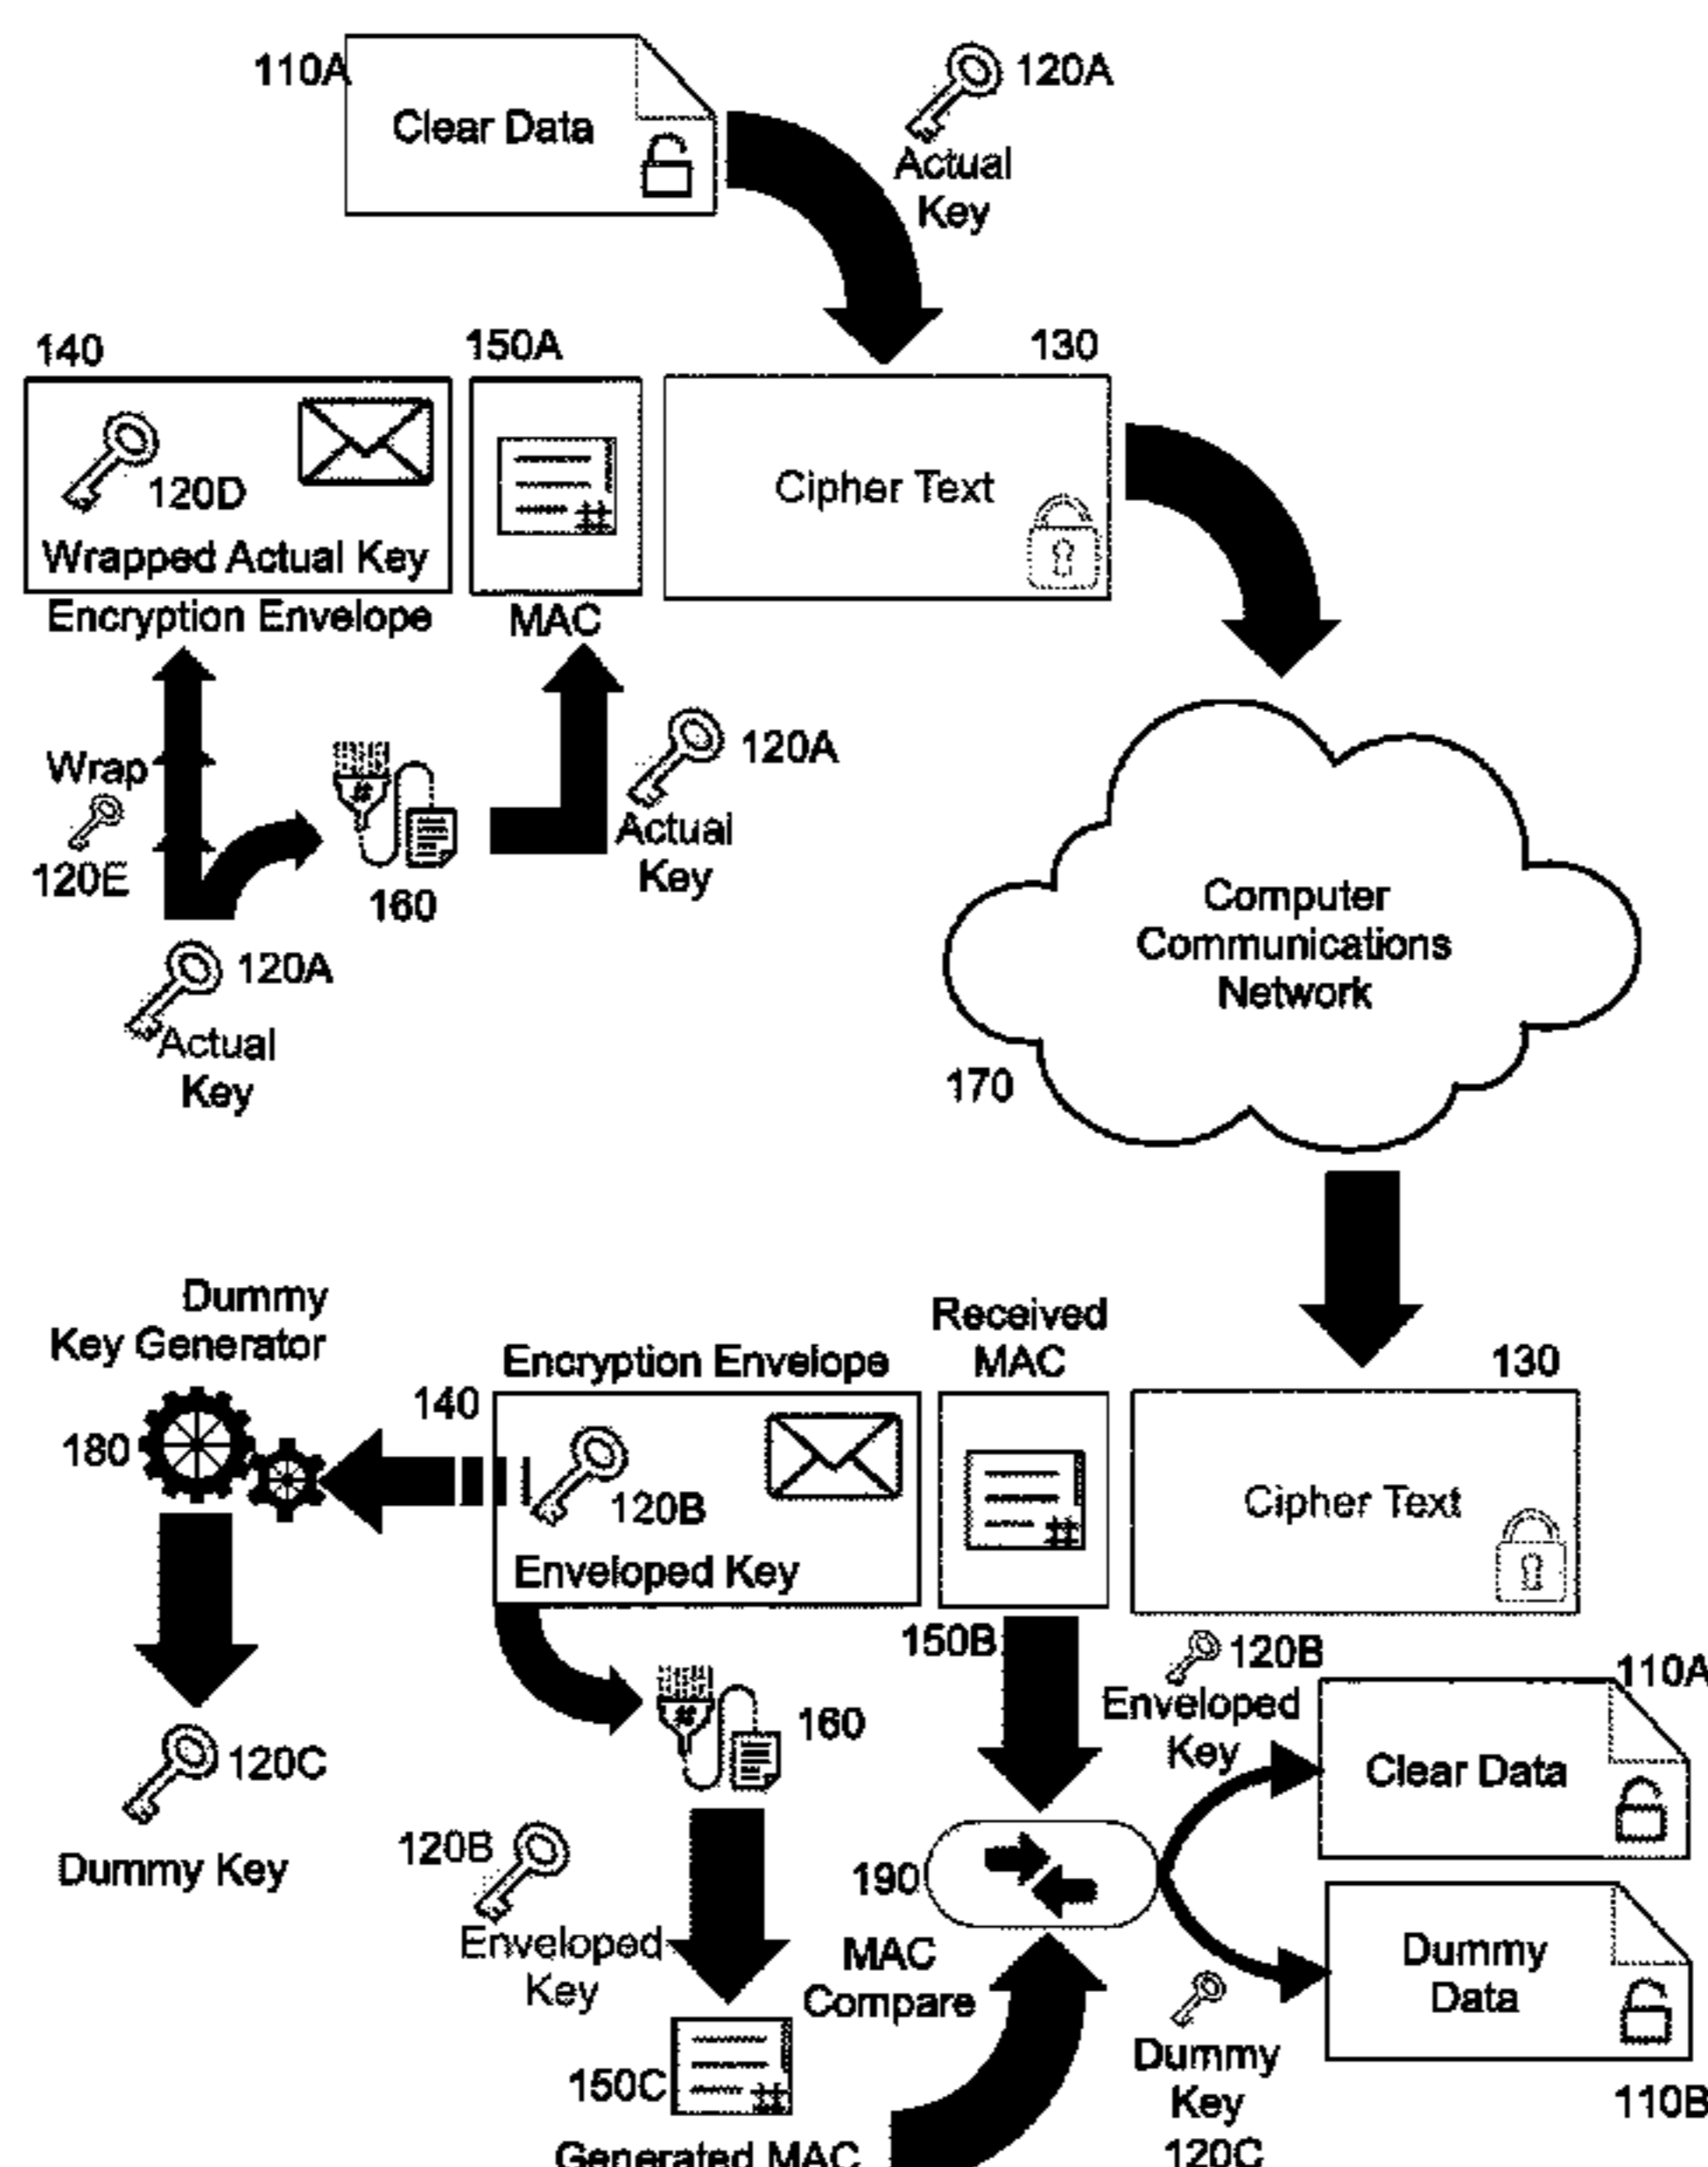 110A
Clear Data
120A
Actual
Key
140
150A
130
120D
Wrapped Actual Key
Cipher Text
Encryption Envelope
MAC
Wrap
120E
160
120A
Actual
Key
120A
Actual
Key
Computer
Communications
Network
170
Dummy
Key Generator
180
Encryption Envelope
Received
MAC
130
140
120B
Enveloped Key
Cipher Text
150B
120B
Enveloped
Key
110A
Clear Data
160
120C
Dummy Key
120B
Enveloped
Key
190
MAC
Compare
Dummy
Data
110B
150C
Generated MAC
Dummy
Key
120C